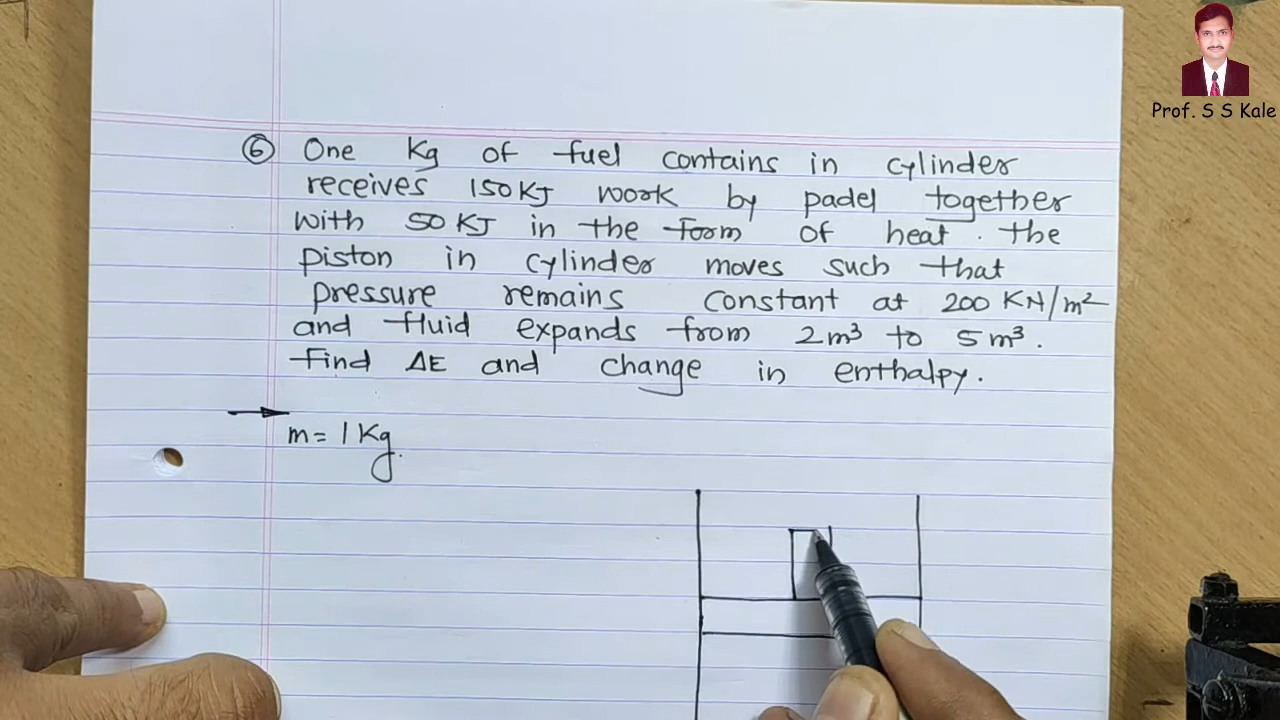 Prof. S S Kale
⑥ One Kg of fuel contains in cylinder
receives 150KJ work by padel together
with 50 KJ in the form of heat. the
piston in cylinder moves such that
pressure remains constant at 200 KN/m²
and fluid expands from 2m³ to 5m³.
find ΔE and change in enthalpy.
m= 1 Kg.